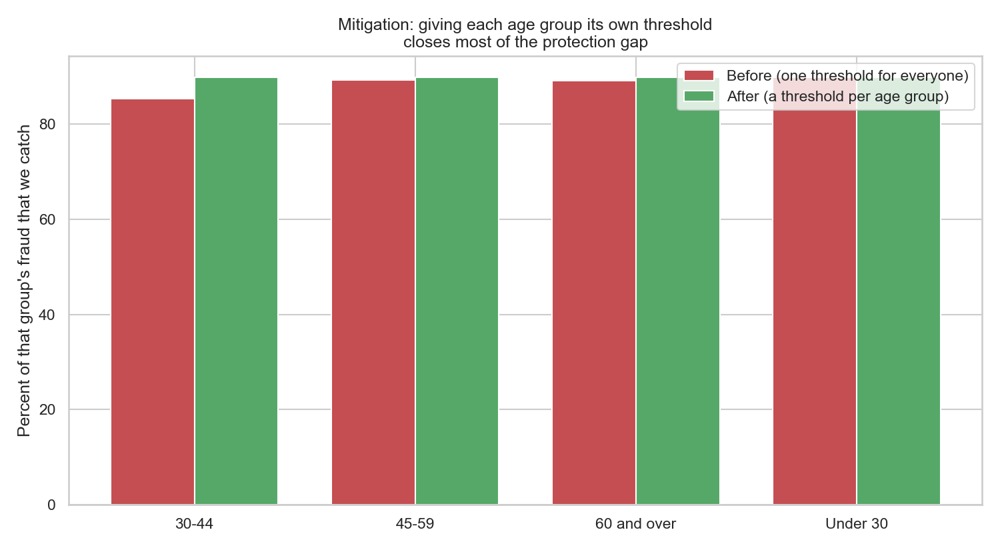 Mitigation: giving each age group its own threshold
closes most of the protection gap
Before (one threshold for everyone)
After (a threshold per age group)
Percent of that group's fraud that we catch
80
60
40
20
0
30-44
45-59
60 and over
Under 30